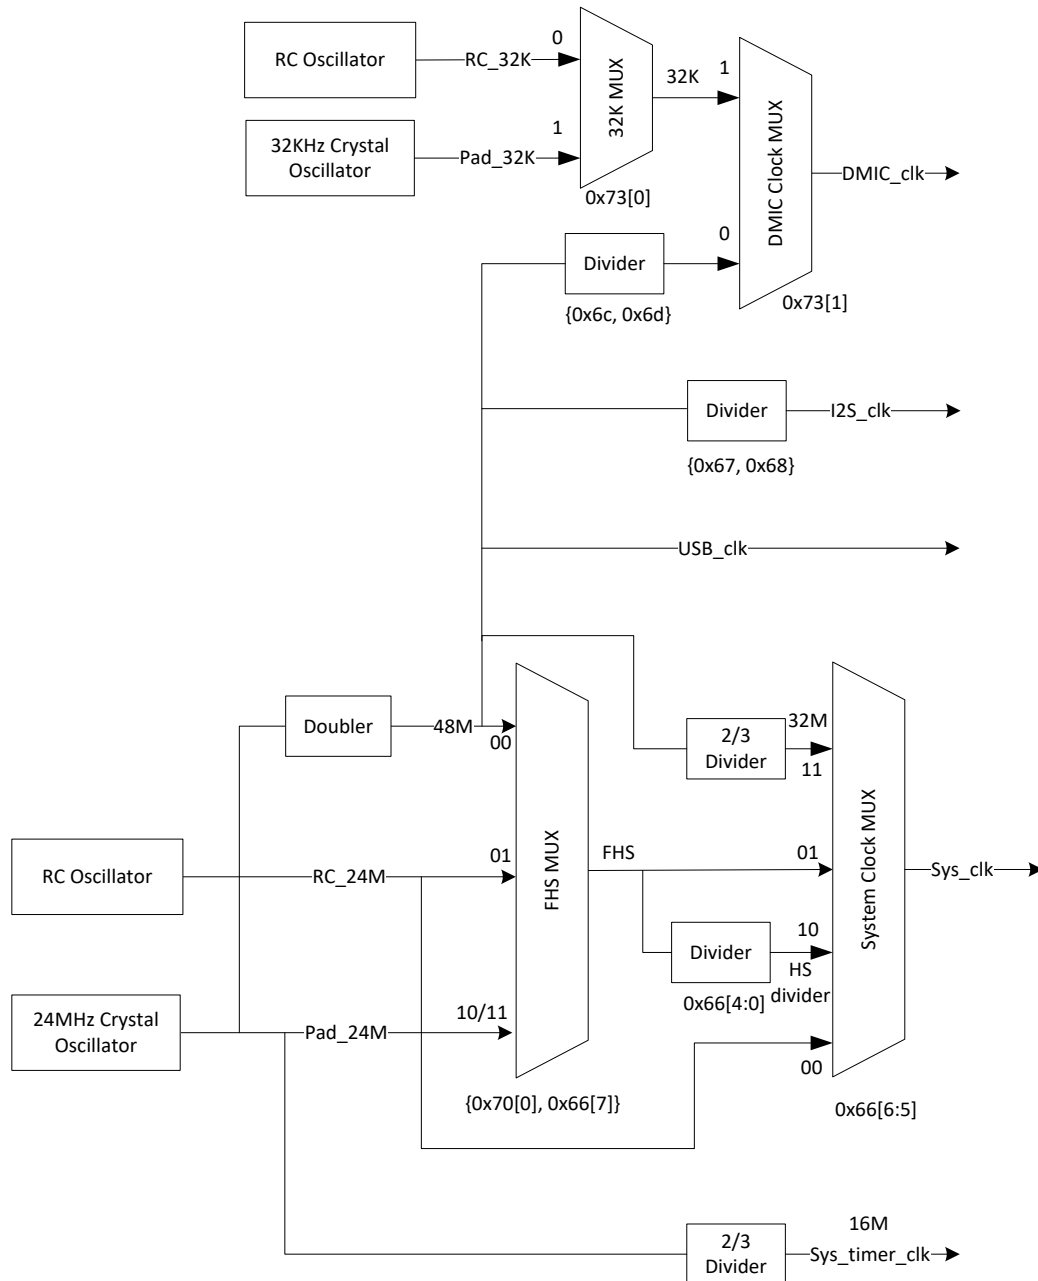 RC Oscillator
RC_32K
0
32KHz Crystal
Oscillator
Pad_32K
1
32K MUX
0x73[0]
32K
1
DMIC Clock MUX
DMIC_clk
0
Divider
{0x6c, 0x6d}
0x73[1]
Divider
I2S_clk
{0x67, 0x68}
USB_clk
Doubler
48M
00
2/3
Divider
32M
11
RC Oscillator
RC_24M
01
FHS MUX
FHS
01
System Clock MUX
Sys_clk
Divider
10
HS
divider
0x66[4:0]
24MHz Crystal
Oscillator
Pad_24M
10/11
00
{0x70[0], 0x66[7]}
0x66[6:5]
2/3
Divider
16M
Sys_timer_clk